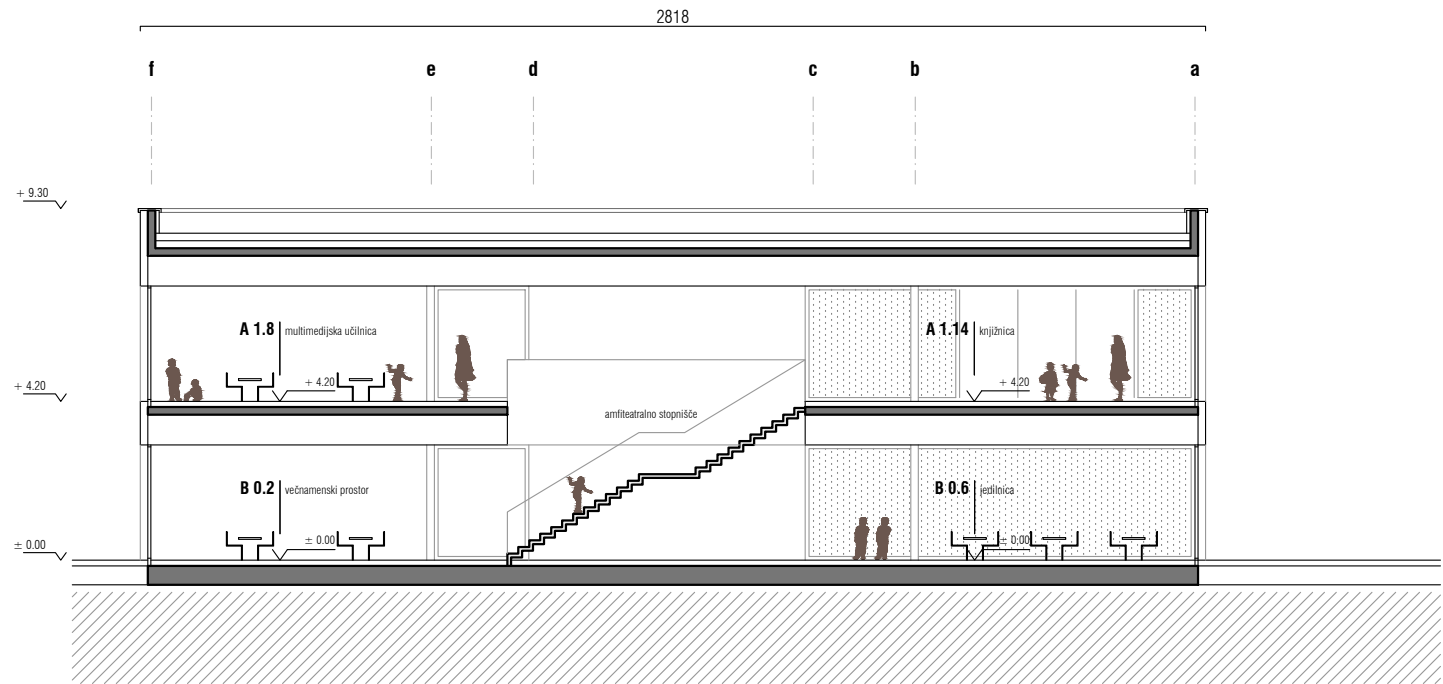 2818
f e d c b a
+ 9.30
A 1.8 multimedijska učilnica
A 1.14 knjižnica
+ 4.20
+ 4.20
+ 4.20
amfiteatralno stopnišče
B 0.2 večnamenski prostor
B 0.6 jedilnica
± 0.00
± 0.00
± 0.00